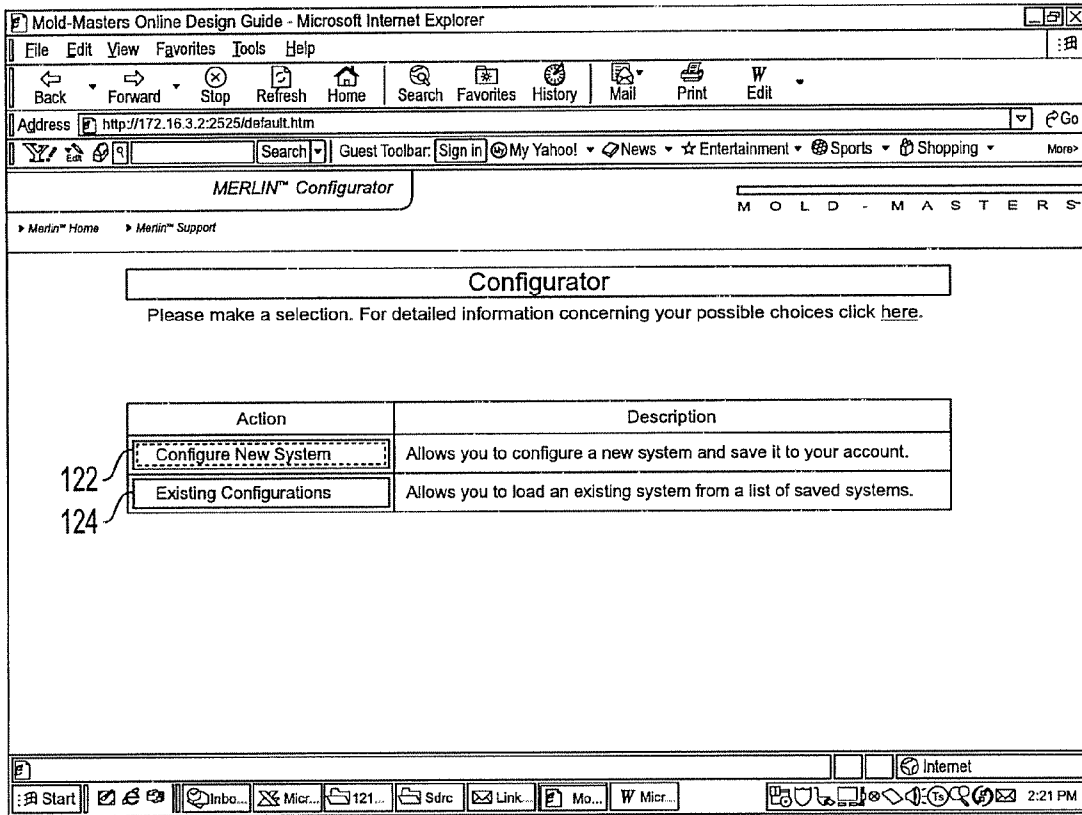 Mold-Masters Online Design Guide - Microsoft Internet Explorer
File Edit View Favorites Tools Help
Back Forward Stop Refresh Home Search Favorites History Mail Print Edit
Address http://172.16.3.2:2525/default.htm Go
Y! Edit Search Guest Toolbar: Sign in My Yahoo! News Entertainment Sports Shopping More>
MERLIN™ Configurator
MOLD-MASTERS
Merlin™ Home Merlin™ Support
Configurator
Please make a selection. For detailed information concerning your possible choices click here.
Action Description
Configure New System Allows you to configure a new system and save it to your account.
122
Existing Configurations Allows you to load an existing system from a list of saved systems.
124
Internet
Start Inbo... Micr... 121... Sdrc Link... Mo... W Micr... 2:21 PM